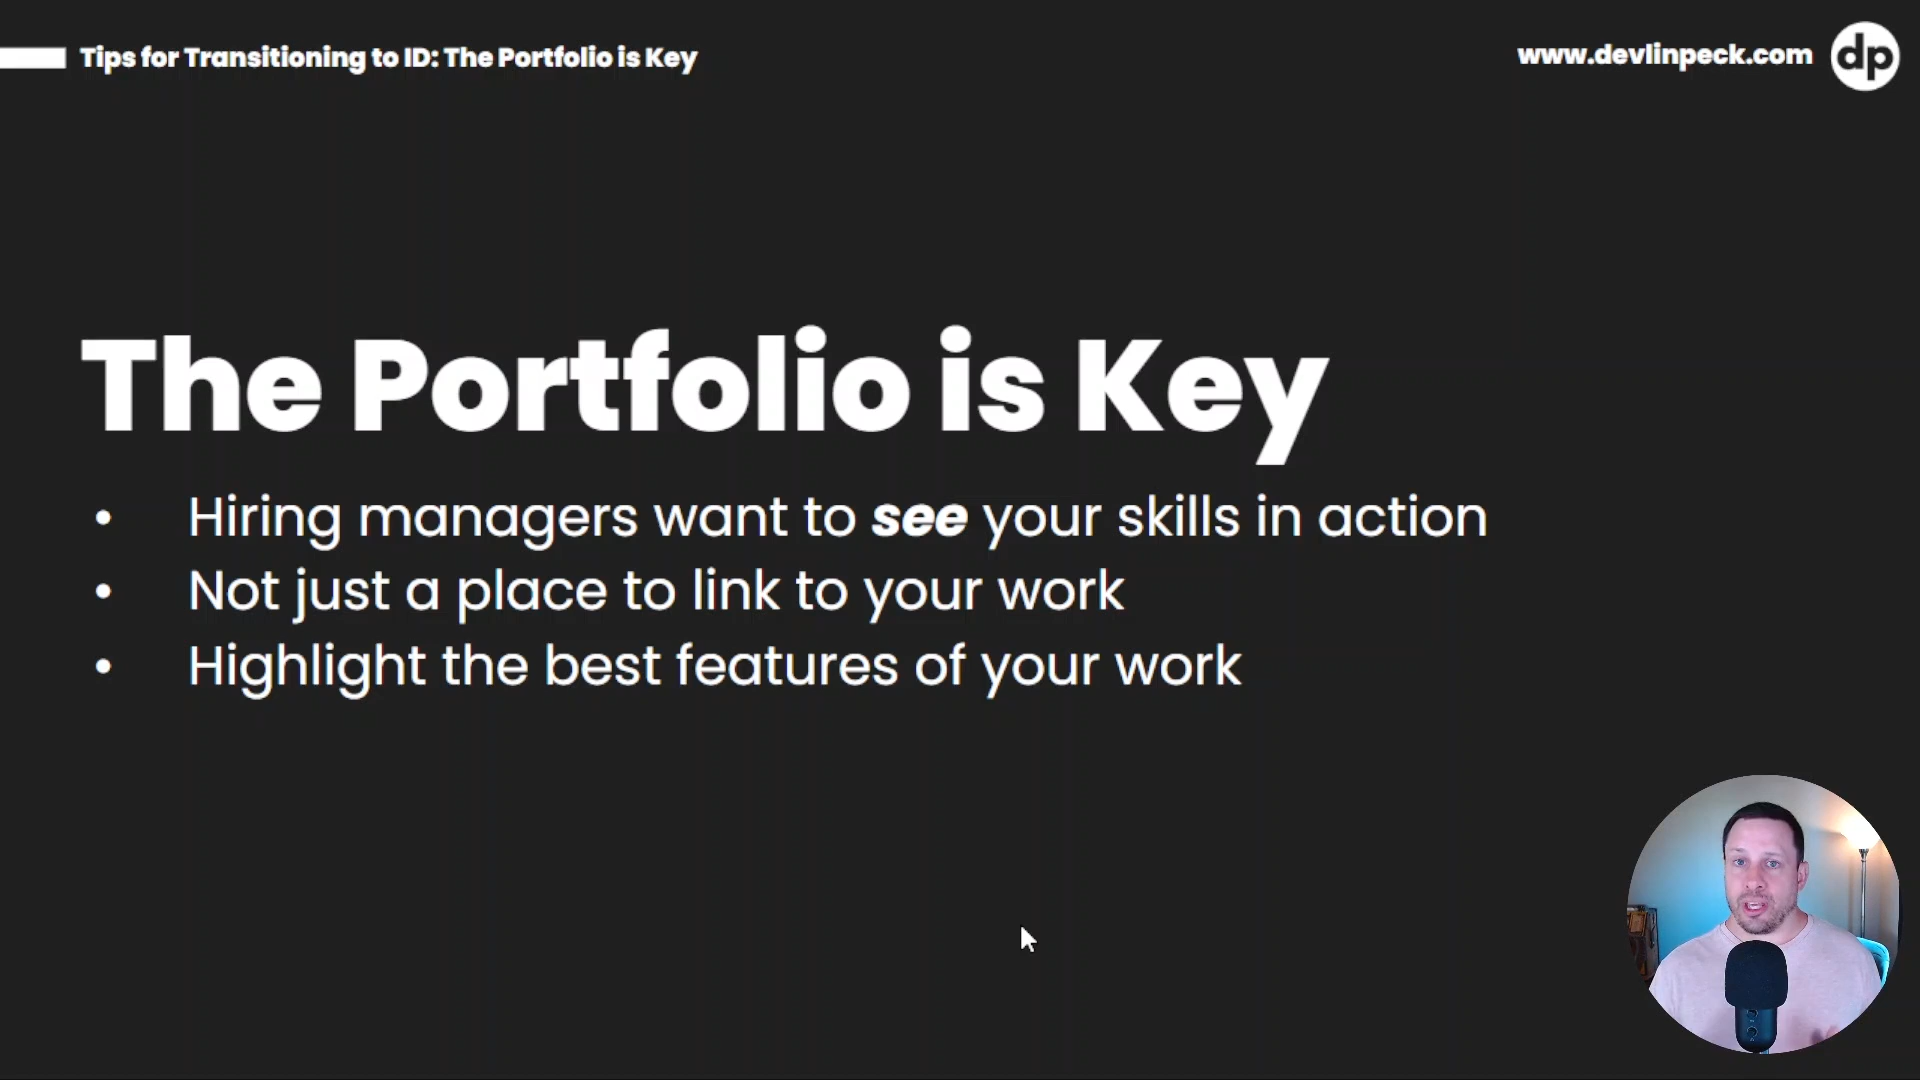 Tips for Transitioning to ID: The Portfolio is Key
www.devlinpeck.com
dp
The Portfolio is Key
• Hiring managers want to see your skills in action
• Not just a place to link to your work
• Highlight the best features of your work